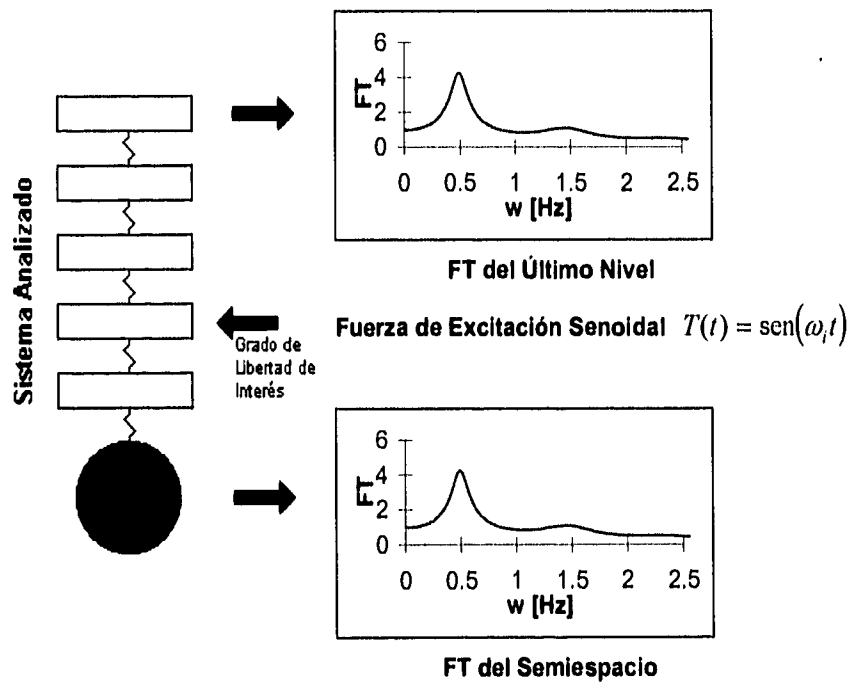 Sistema Analizado
6
4
2
0
FT
0 0.5 1 1.5 2 2.5
w [Hz]
FT del Último Nivel
Fuerza de Excitación Senoidal T(t) = sen(ω_i t)
Grado de
Libertad de
Interés
6
4
2
0
FT
0 0.5 1 1.5 2 2.5
w [Hz]
FT del Semiespacio